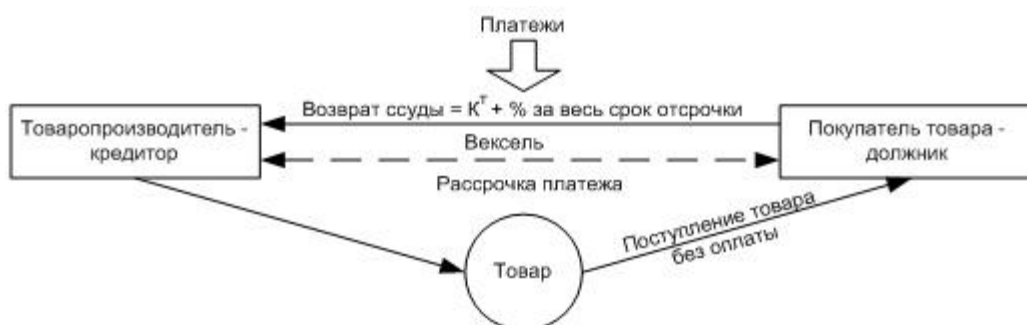 Платежи
Возврат ссуды = Кᵀ + % за весь срок отсрочки
Товаропроизводитель -
кредитор
Покупатель товара -
должник
Вексель
Рассрочка платежа
Поступление товара
без оплаты
Товар